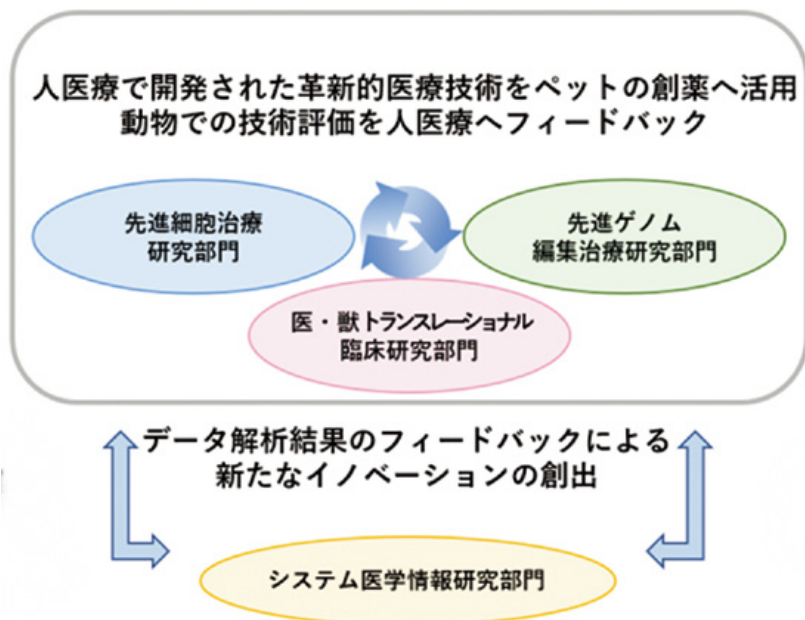 人医療で開発された革新的医療技術をペットの創薬へ活用
動物での技術評価を人医療へフィードバック
先進細胞治療
研究部門
先進ゲノム
編集治療研究部門
医・獣トランスレーショナル
臨床研究部門
データ解析結果のフィードバックによる
新たなイノベーションの創出
システム医学情報研究部門